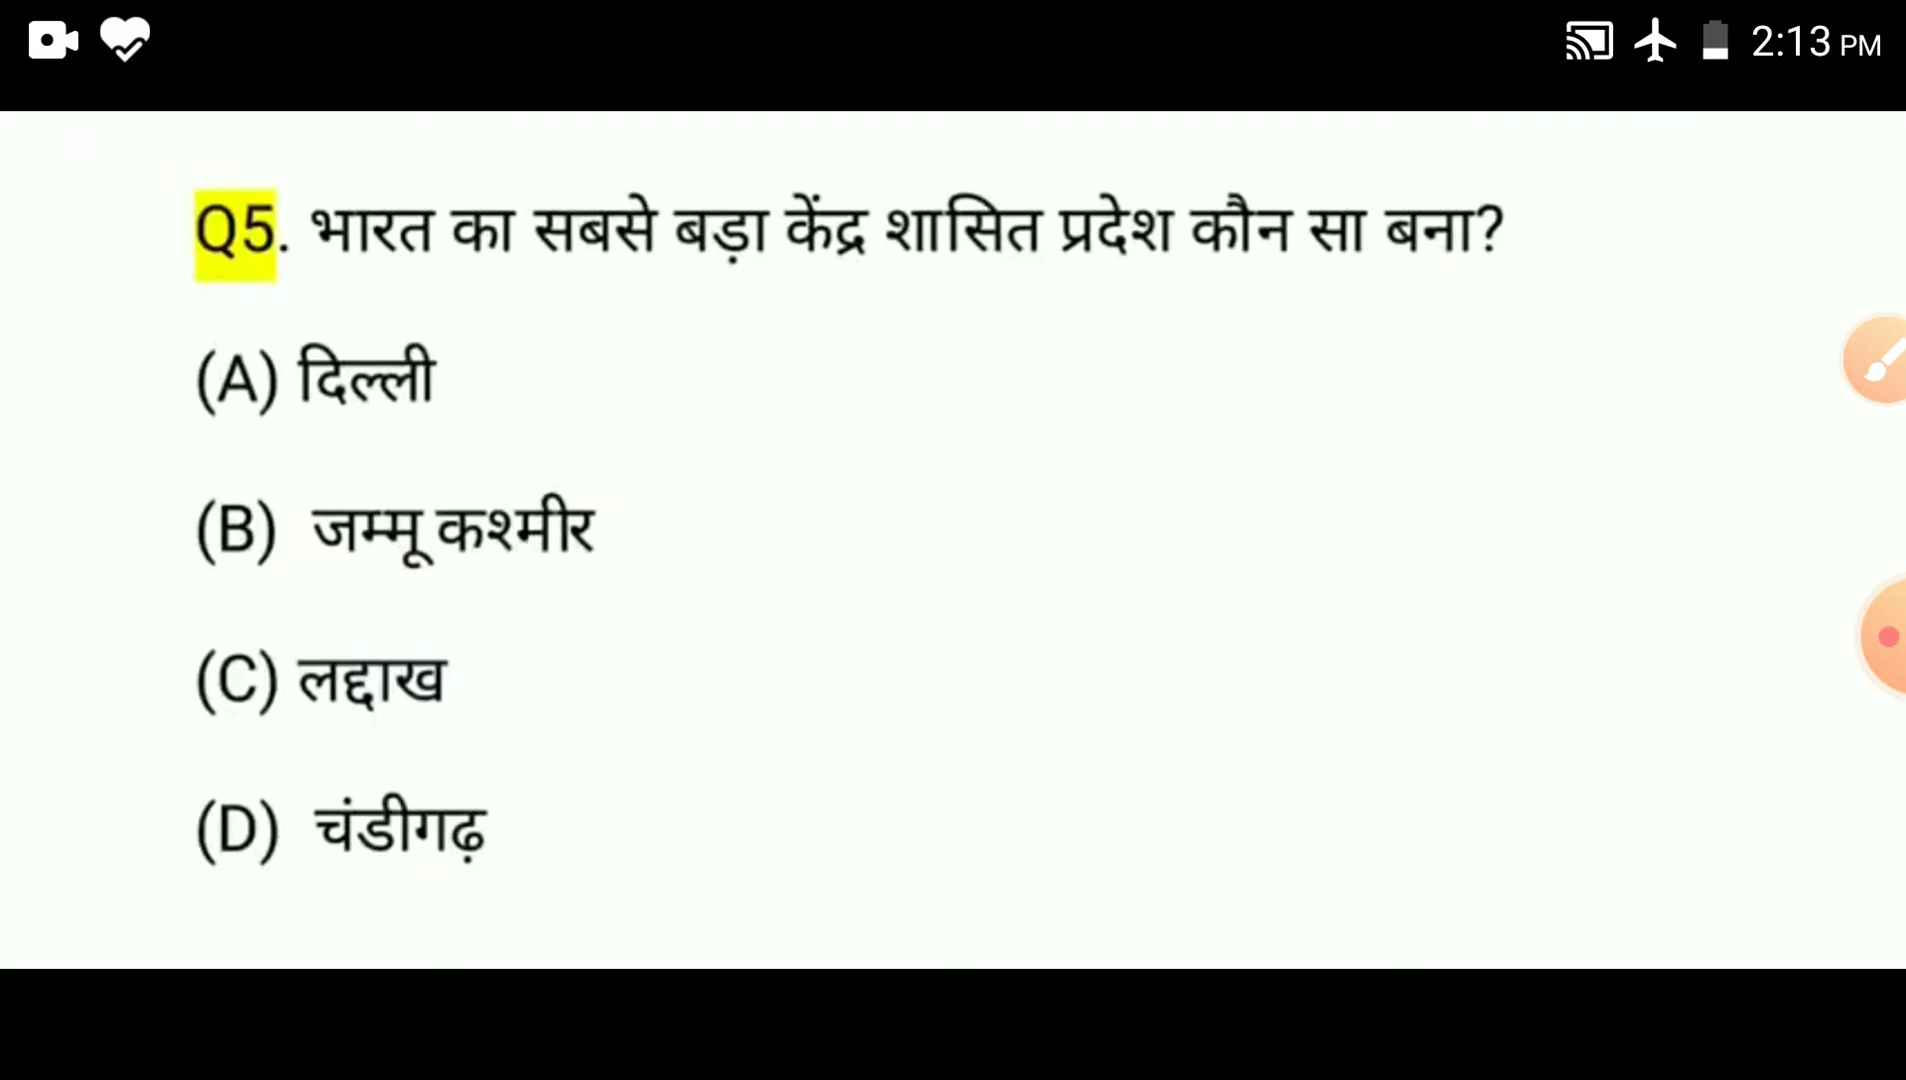 2:13 PM
Q5. भारत का सबसे बड़ा केंद्र शासित प्रदेश कौन सा बना?
(A) दिल्ली
(B) जम्मू कश्मीर
(C) लद्दाख
(D) चंडीगढ़